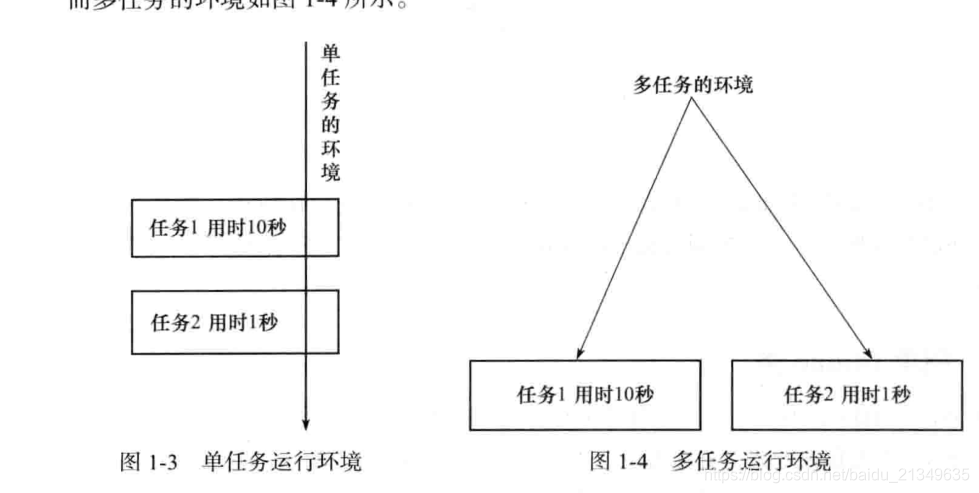 而多任务的环境如图 1-4 所示。
单任务的环境
任务1 用时10秒
任务2 用时1秒
图 1-3 单任务运行环境
多任务的环境
任务1 用时10秒
任务2 用时1秒
图 1-4 多任务运行环境
https://blog.csdn.net/baidu_21349635